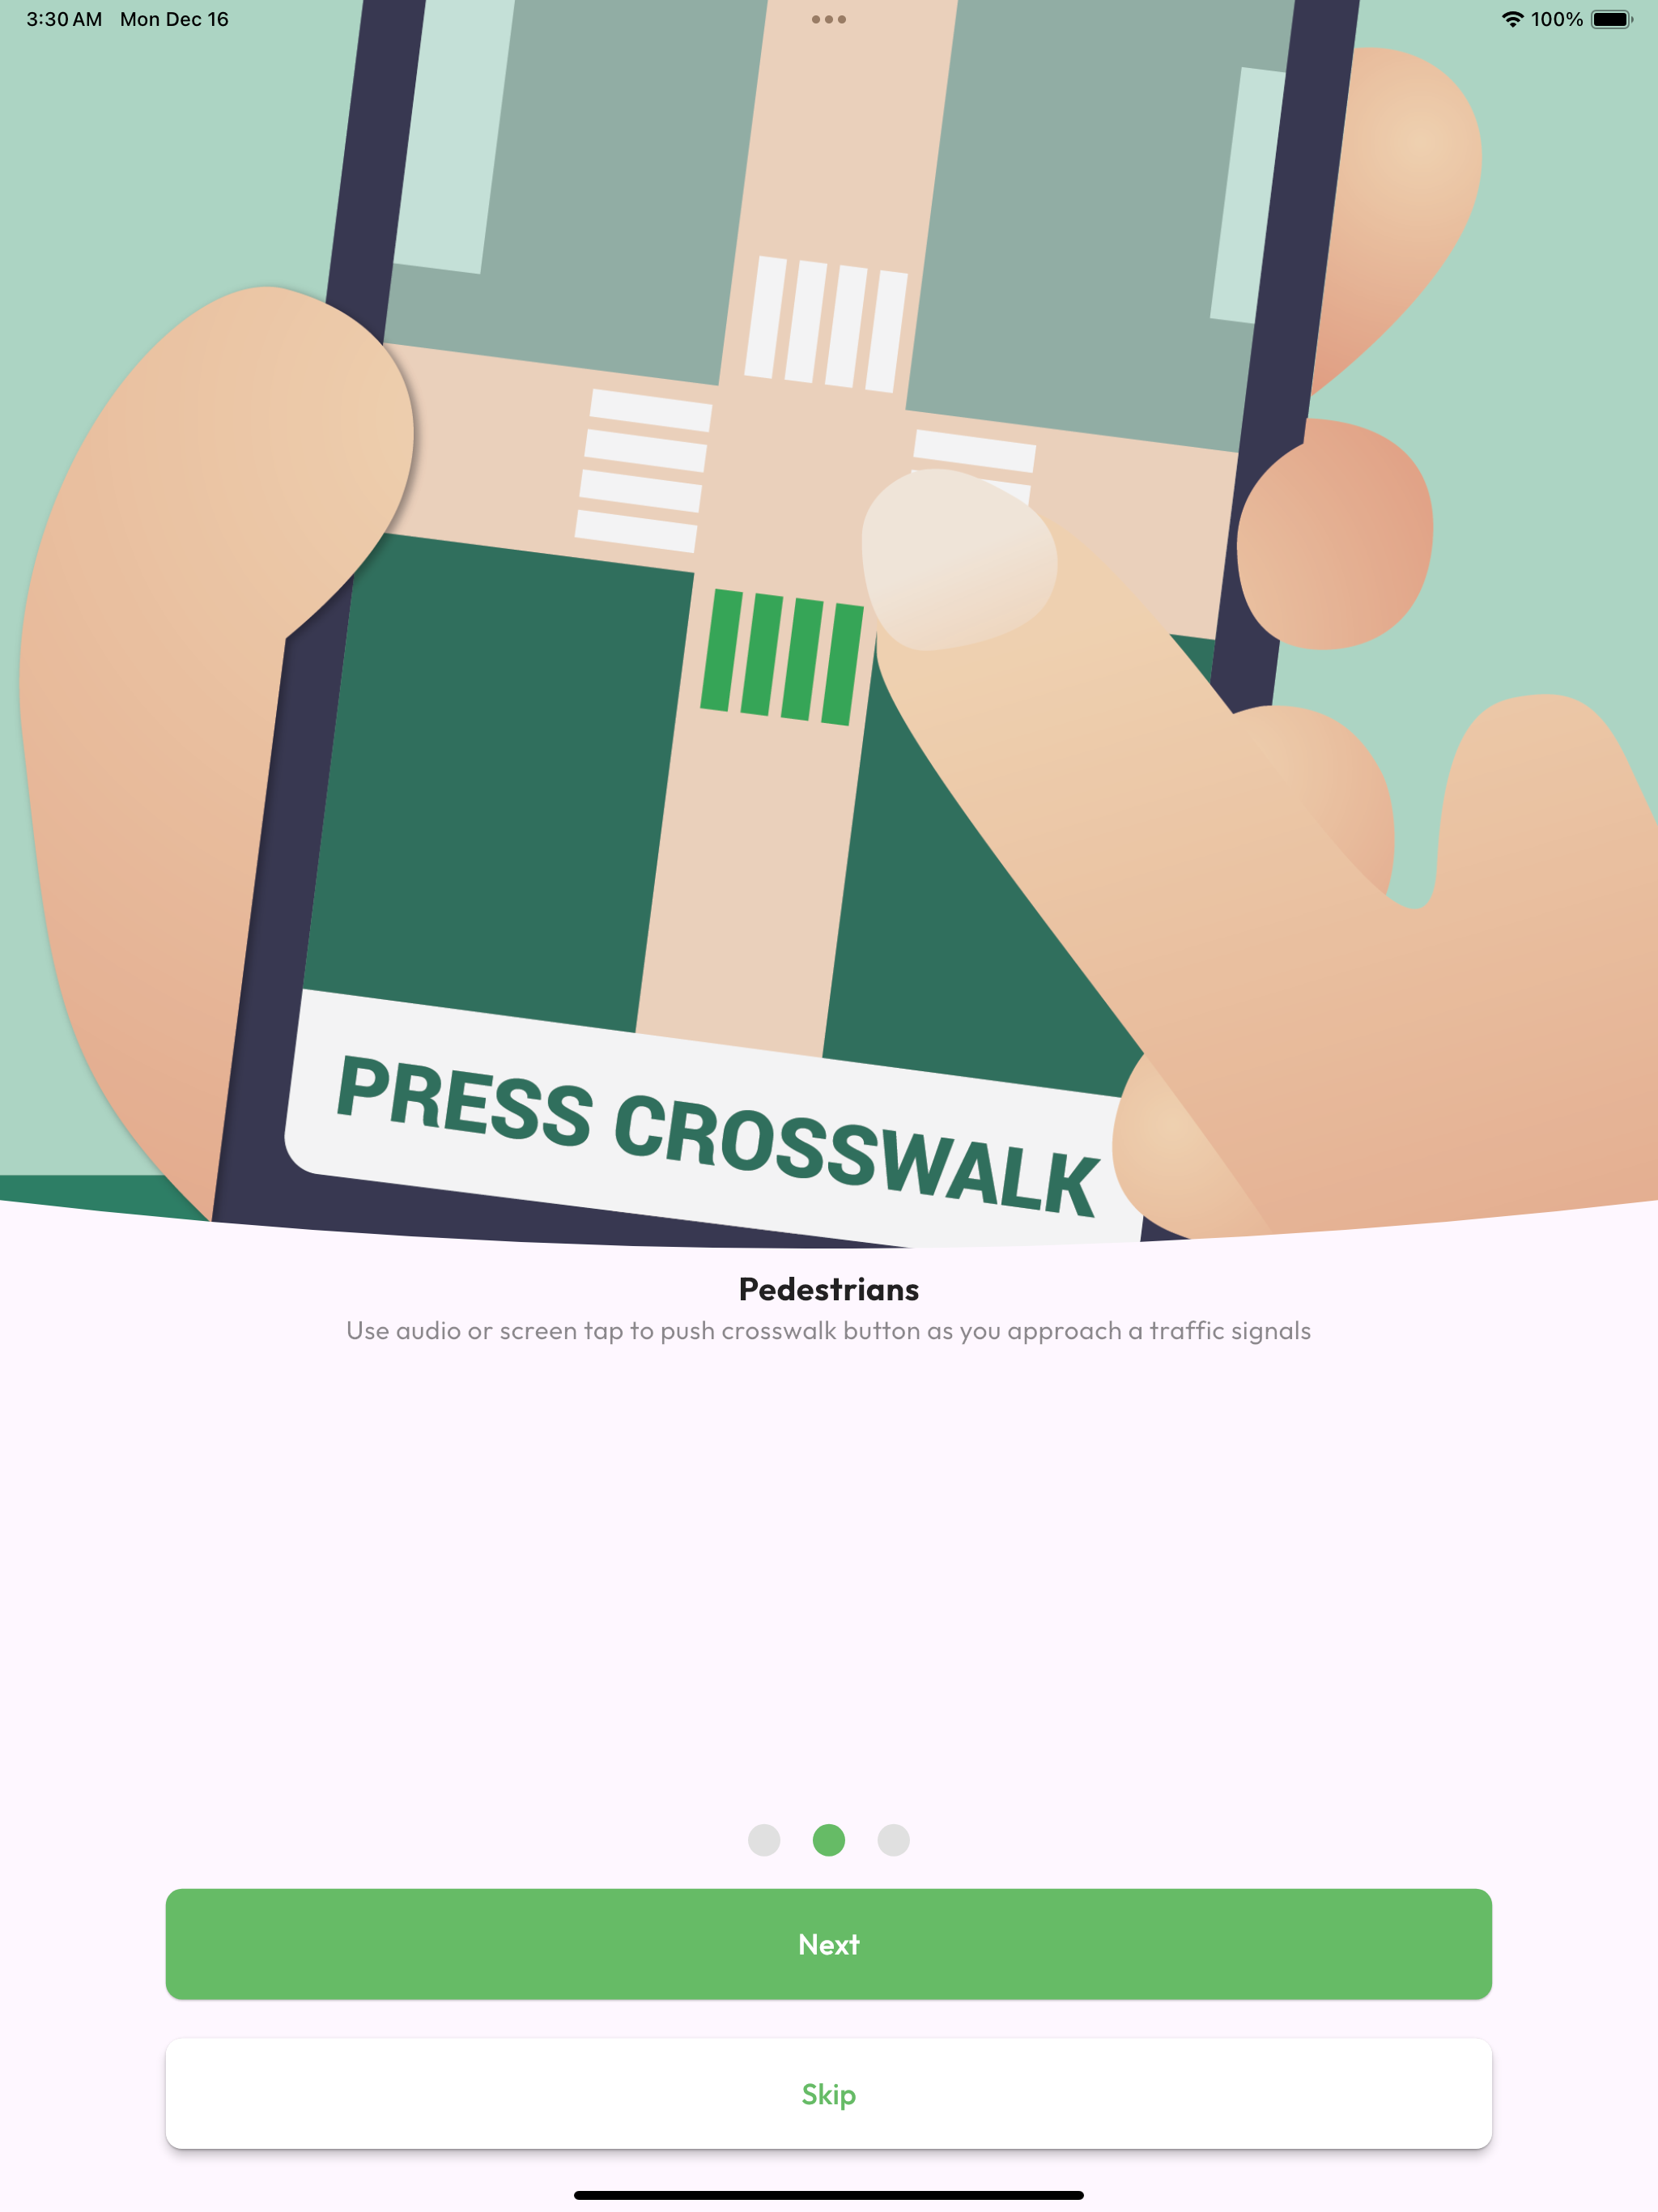 3:30 AM Mon Dec 16
100%
PRESS CROSSWALK
Pedestrians
Use audio or screen tap to push crosswalk button as you approach a traffic signals
Next
Skip